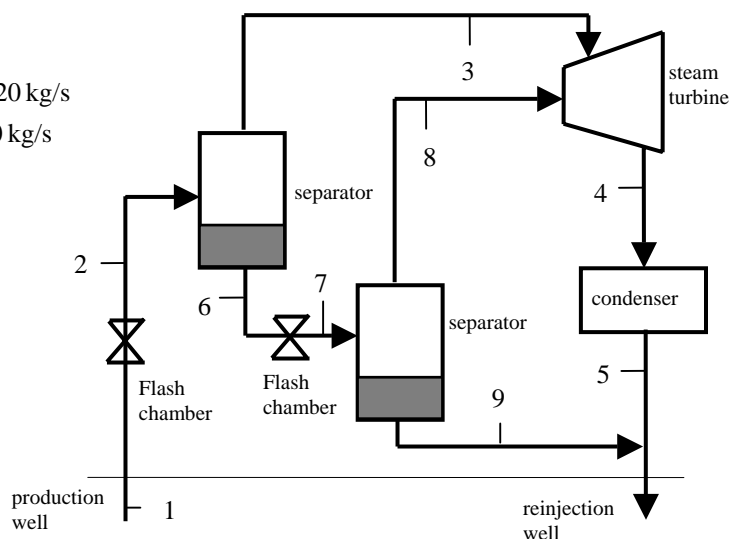 3
steam
turbine
20 kg/s
kg/s
8
separator
4
2
7
6
condenser
separator
5
Flash
chamber
Flash
chamber
9
production
well
1
reinjection
well